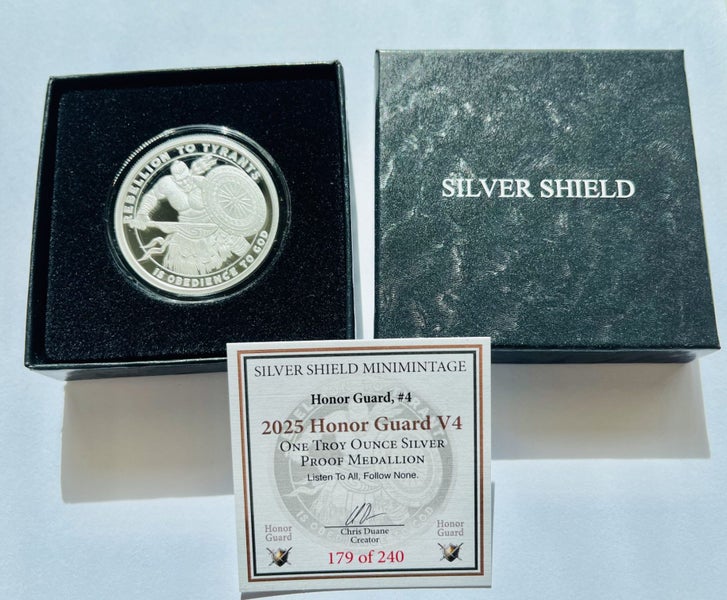 REBELLION TO TYRANTS
IS OBEDIENCE TO GOD
SILVER SHIELD
SILVER SHIELD MINIMINTAGE
Honor Guard, #4
2025 Honor Guard V4
ONE TROY OUNCE SILVER
PROOF MEDALLION
Listen To All, Follow None.
Chris Duane
Creator
Honor
Guard
Honor
Guard
179 of 240